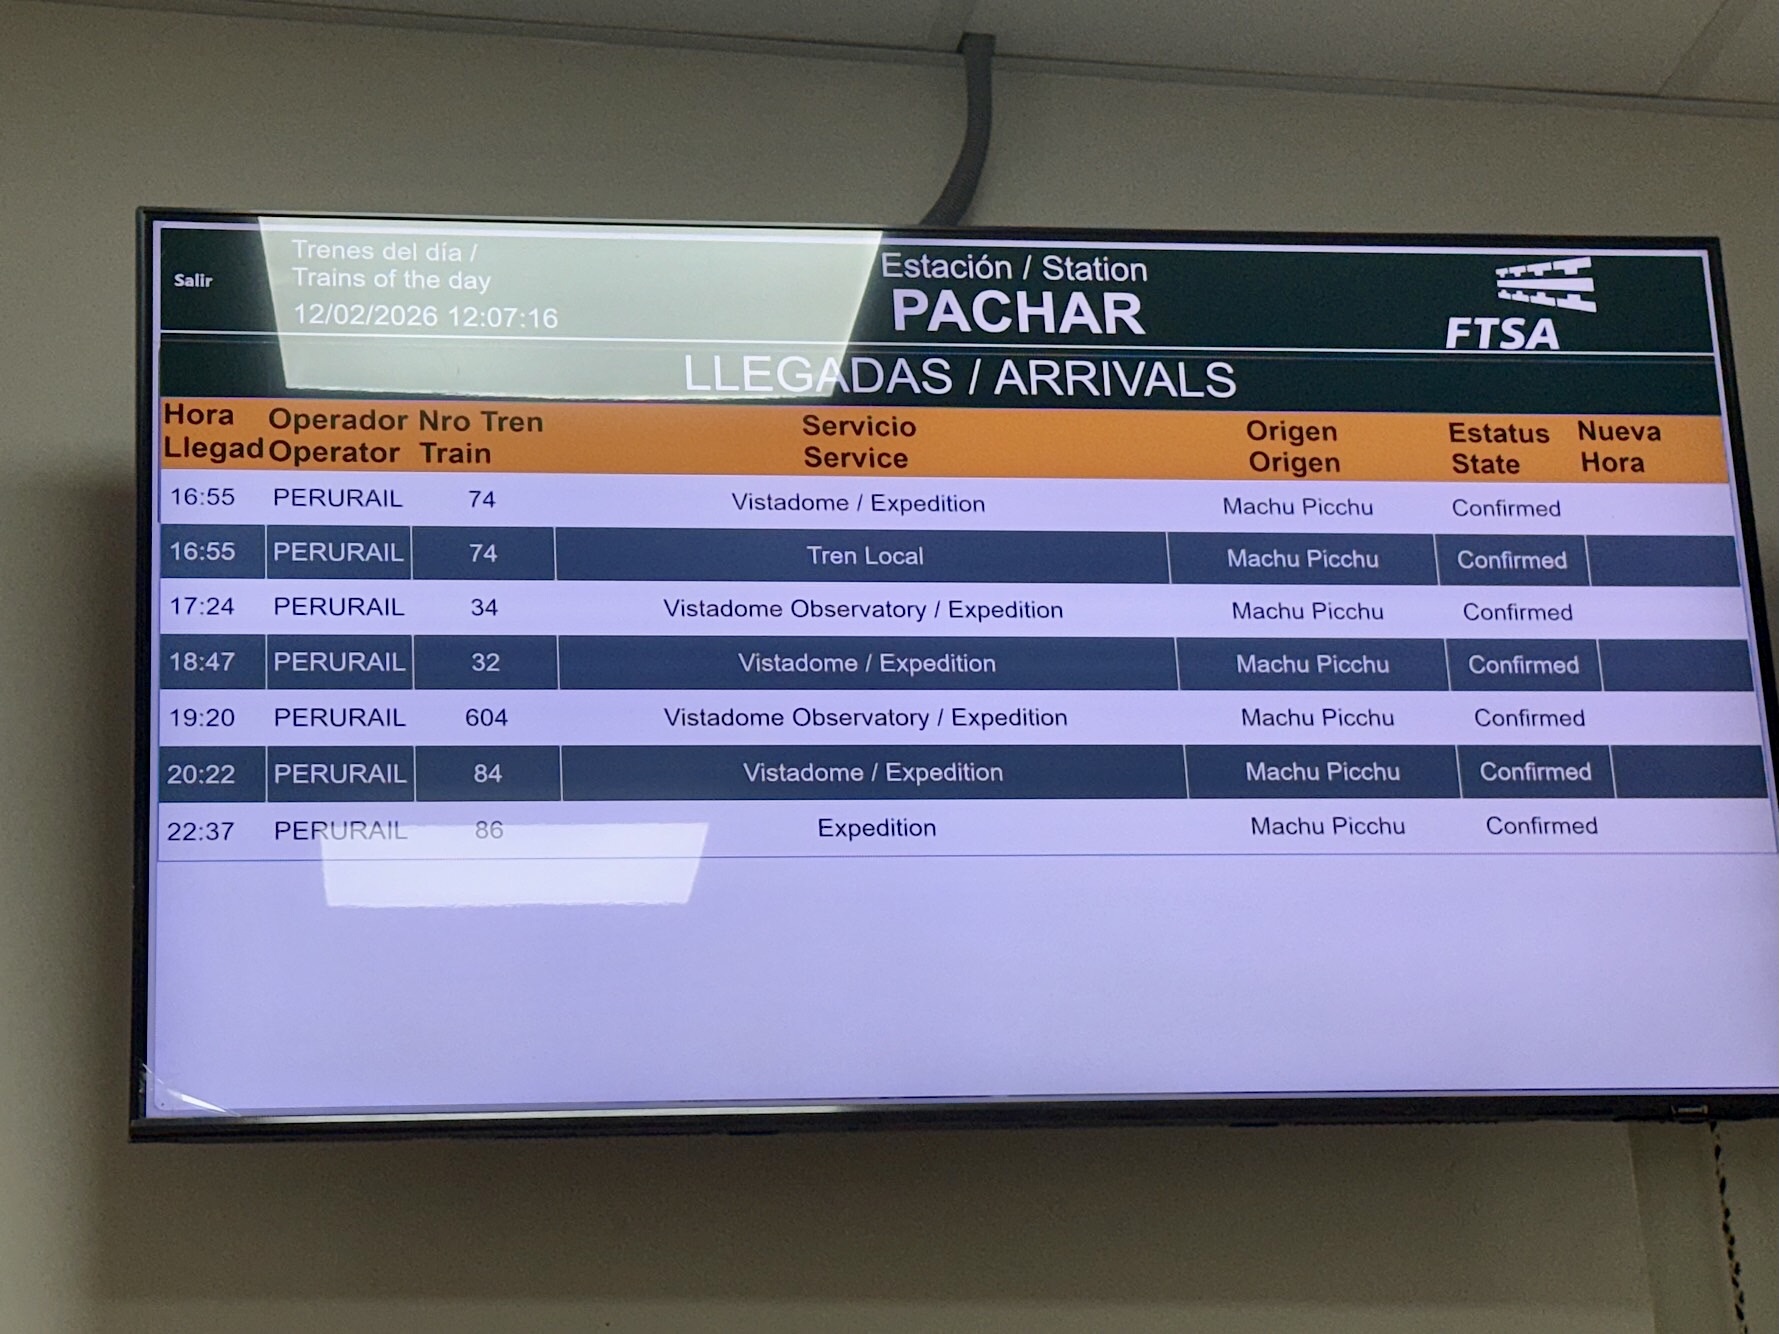 Salir
Trenes del día /
Trains of the day
12/02/2026 12:07:16
Estación / Station
PACHAR
FTSA
LLEGADAS / ARRIVALS
Hora Operador Nro Tren Servicio Origen Estatus Nueva
Llegad Operator Train Service Origen State Hora
16:55 PERURAIL 74 Vistadome / Expedition Machu Picchu Confirmed
16:55 PERURAIL 74 Tren Local Machu Picchu Confirmed
17:24 PERURAIL 34 Vistadome Observatory / Expedition Machu Picchu Confirmed
18:47 PERURAIL 32 Vistadome / Expedition Machu Picchu Confirmed
19:20 PERURAIL 604 Vistadome Observatory / Expedition Machu Picchu Confirmed
20:22 PERURAIL 84 Vistadome / Expedition Machu Picchu Confirmed
22:37 PERURAIL 86 Expedition Machu Picchu Confirmed